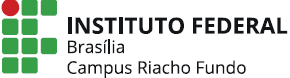 INSTITUTO FEDERAL
Brasília
Campus Riacho Fundo